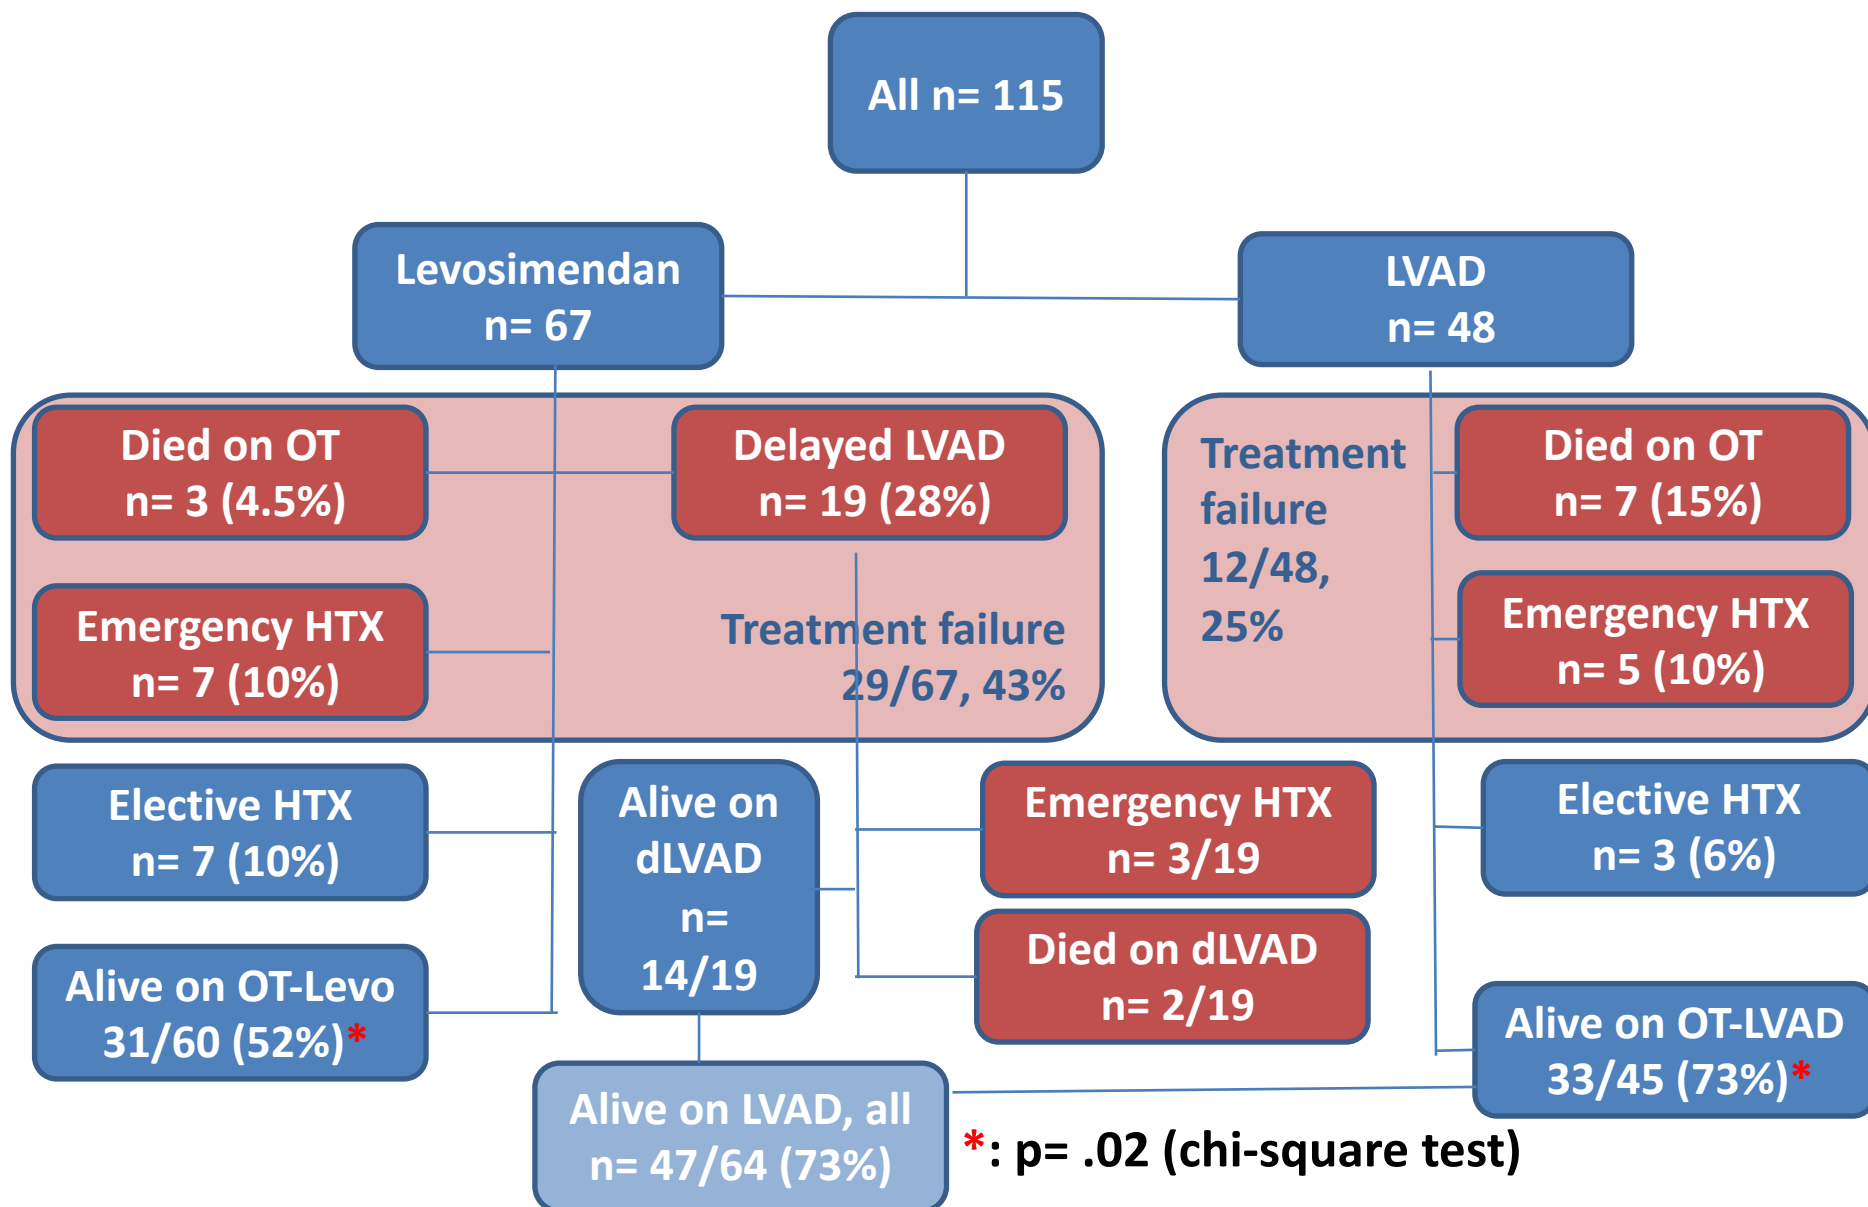 All n= 115
Levosimendan
n= 67
LVAD
n= 48
Died on OT
n= 3 (4.5%)
Delayed LVAD
n= 19 (28%)
Treatment
failure
12/48,
25%
Died on OT
n= 7 (15%)
Emergency HTX
n= 7 (10%)
Treatment failure
29/67, 43%
Emergency HTX
n= 5 (10%)
Elective HTX
n= 7 (10%)
Alive on
dLVAD
n=
14/19
Emergency HTX
n= 3/19
Elective HTX
n= 3 (6%)
Alive on OT-Levo
31/60 (52%)*
Died on dLVAD
n= 2/19
Alive on OT-LVAD
33/45 (73%)*
Alive on LVAD, all
n= 47/64 (73%)
*: p= .02 (chi-square test)